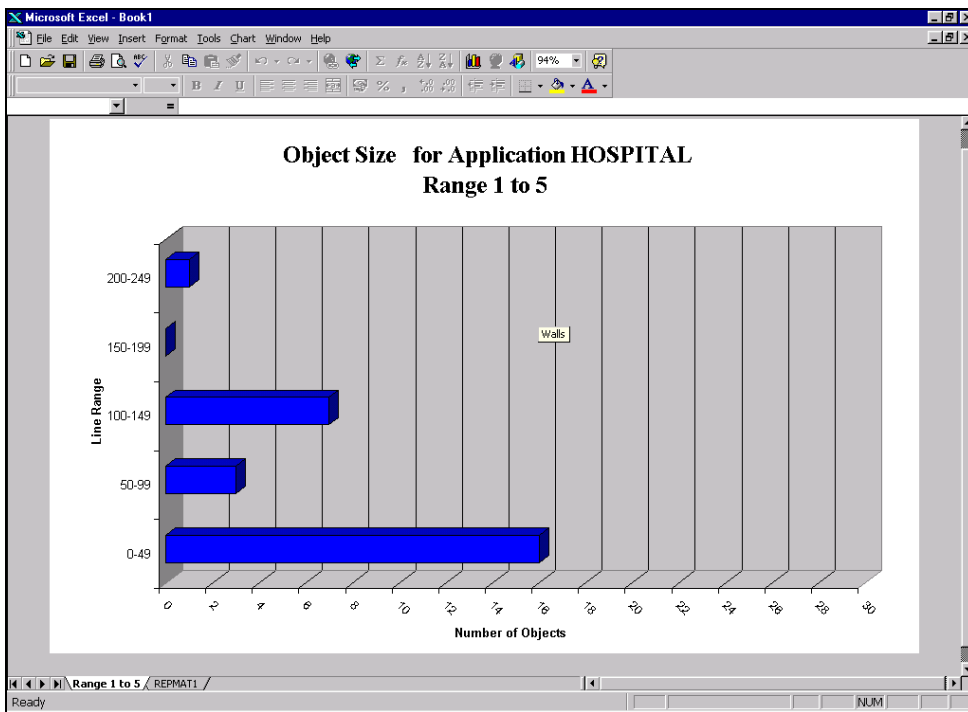 Microsoft Excel - Book1
File Edit View Insert Format Tools Chart Window Help
94%
B I U
=
Object Size for Application HOSPITAL
Range 1 to 5
200-249
Walls
150-199
Line Range
100-149
50-99
0-49
0 2 4 6 8 10 12 14 16 18 20 22 24 26 28 30
Number of Objects
Range 1 to 5 REPMAT1
Ready NUM